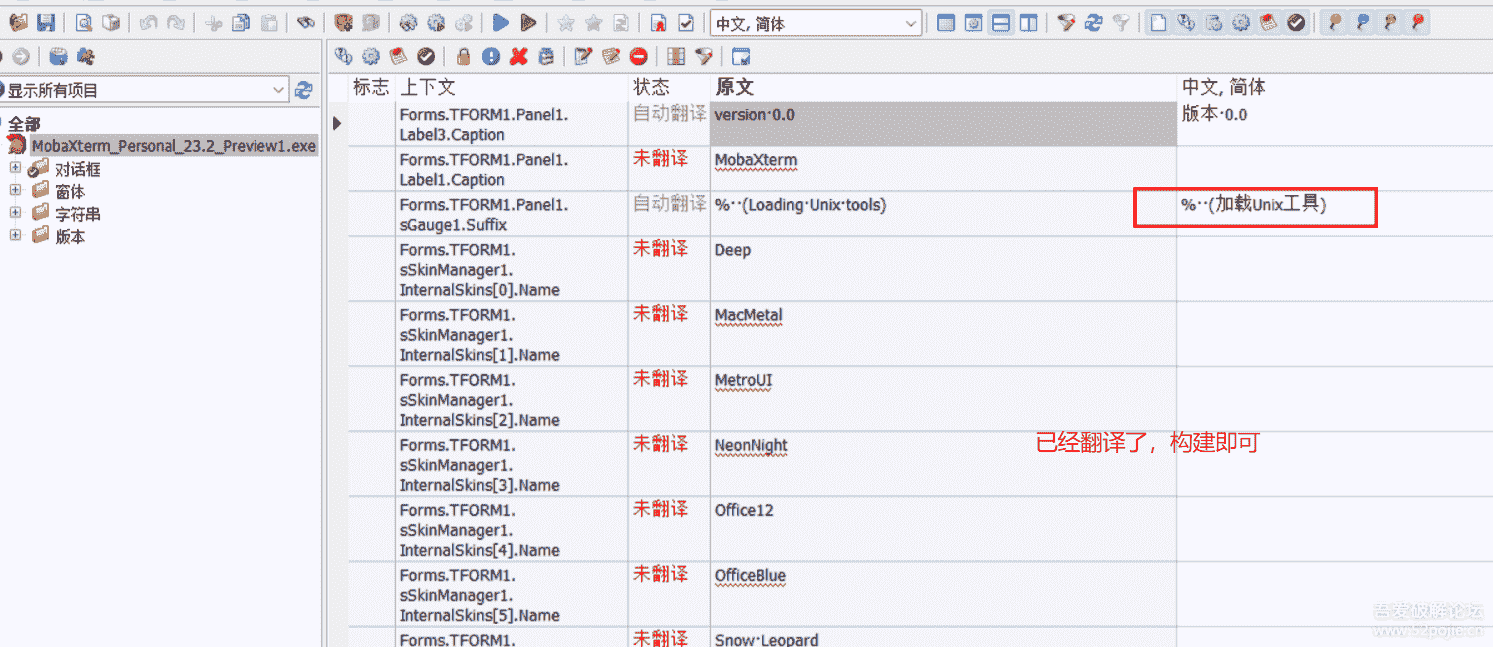 中文, 简体
显示所有项目
全部
MobaXterm_Personal_23.2_Preview1.exe
对话框
窗体
字符串
版本
标志 上下文 状态 原文 中文, 简体
Forms.TFORM1.Panel1. 自动翻译 version·0.0 版本·0.0
Label3.Caption
Forms.TFORM1.Panel1. 未翻译 MobaXterm
Label1.Caption
Forms.TFORM1.Panel1. 自动翻译 %··(Loading·Unix·tools) %··(加载Unix工具)
sGauge1.Suffix
Forms.TFORM1. 未翻译 Deep
sSkinManager1.
InternalSkins[0].Name
Forms.TFORM1. 未翻译 MacMetal
sSkinManager1.
InternalSkins[1].Name
Forms.TFORM1. 未翻译 MetroUI
sSkinManager1.
InternalSkins[2].Name
Forms.TFORM1. 未翻译 NeonNight
已经翻译了，构建即可
sSkinManager1.
InternalSkins[3].Name
Forms.TFORM1. 未翻译 Office12
sSkinManager1.
InternalSkins[4].Name
Forms.TFORM1. 未翻译 OfficeBlue
sSkinManager1.
InternalSkins[5].Name
Forms.TFORM1. 未翻译 Snow·Leopard
吾爱破解论坛
www.52pojie.cn